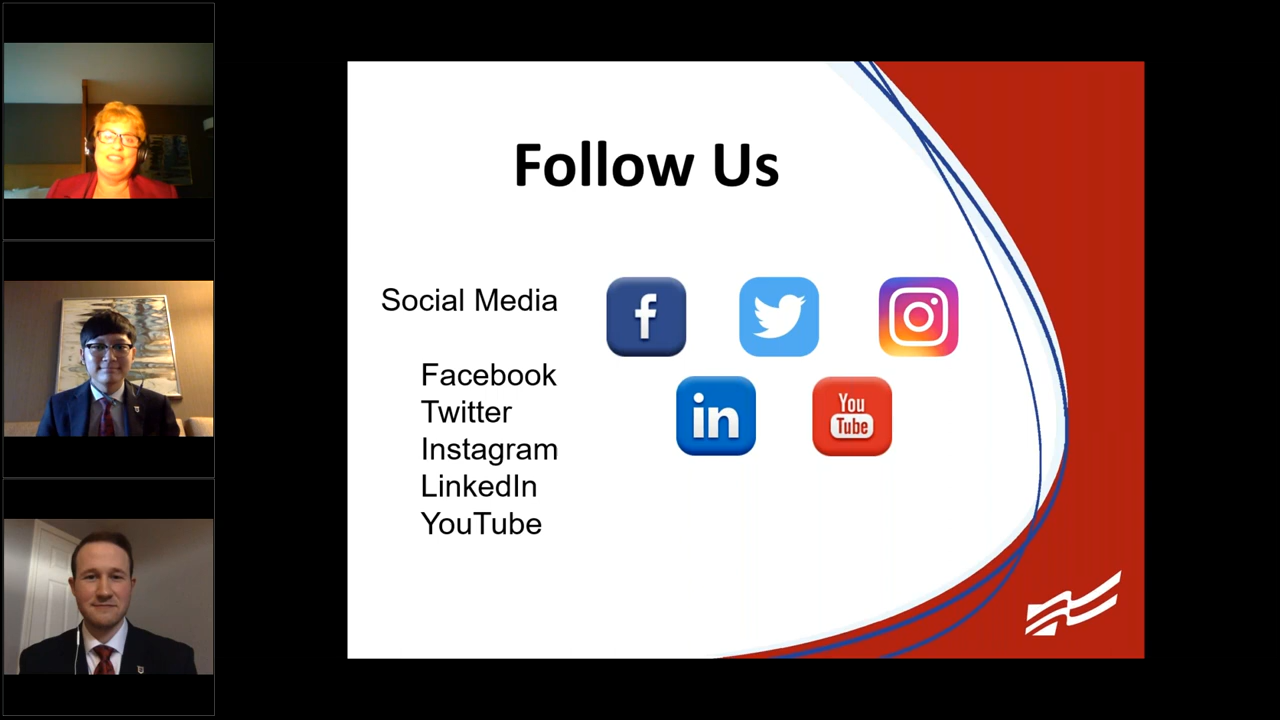 Follow Us
Social Media
Facebook
Twitter
Instagram
LinkedIn
YouTube
f
in
You
Tube